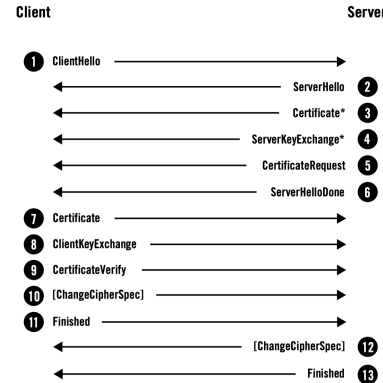 Client Server
1 ClientHello
ServerHello 2
Certificate* 3
ServerKeyExchange* 4
CertificateRequest 5
ServerHelloDone 6
7 Certificate
8 ClientKeyExchange
9 CertificateVerify
10 [ChangeCipherSpec]
11 Finished
[ChangeCipherSpec] 12
Finished 13